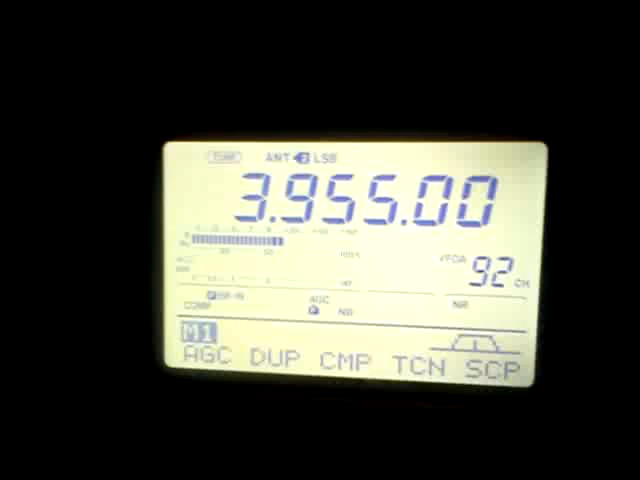 TUNE ANT 2 LSB
3.955.00
VFOA 92 CH
COMP AGC F NB NR
M1
AGC DUP CMP TCN SCP